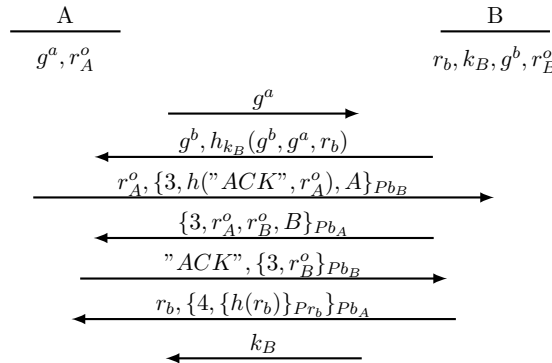 A B
g^a, r_A^o r_b, k_B, g^b, r_B^o
g^a
g^b, h_{k_B}(g^b, g^a, r_b)
r_A^o, {3, h("ACK", r_A^o), A}_{Pb_B}
{3, r_A^o, r_B^o, B}_{Pb_A}
"ACK", {3, r_B^o}_{Pb_B}
r_b, {4, {h(r_b)}_{Pr_b}}_{Pb_A}
k_B